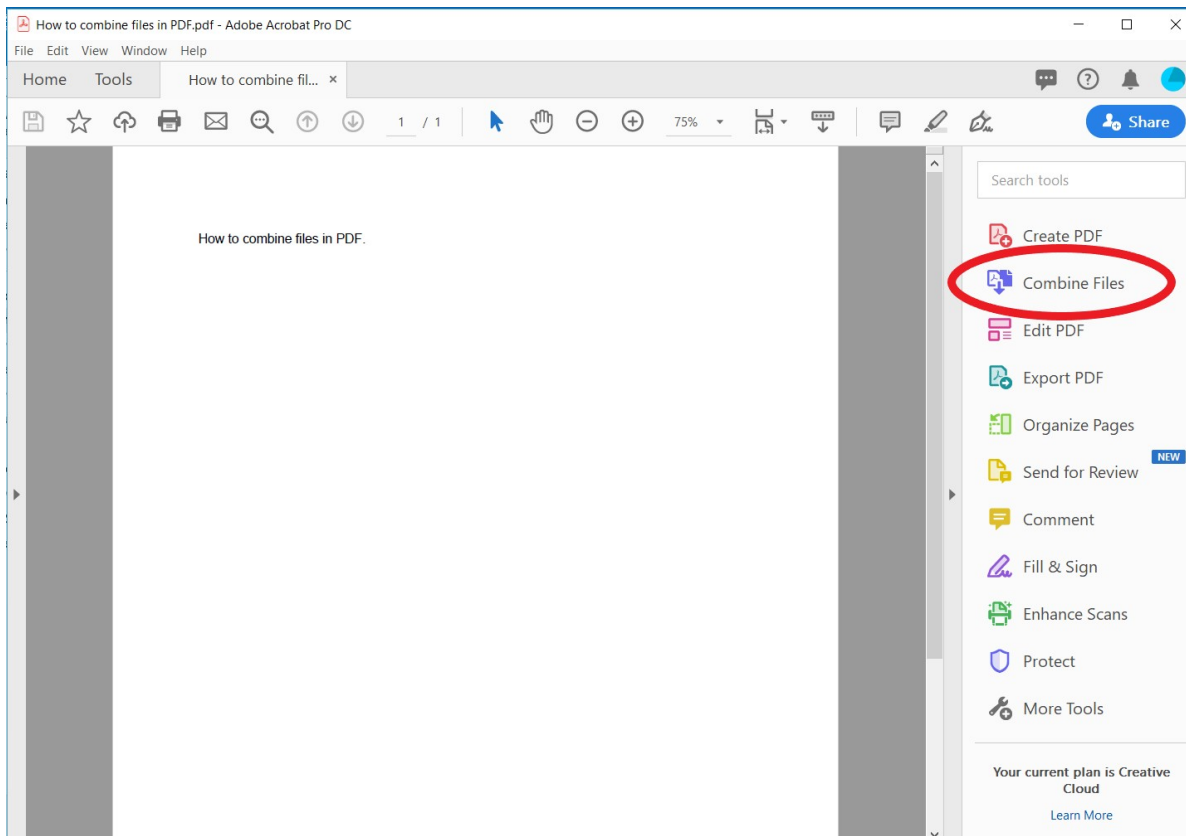 How to combine files in PDF.pdf - Adobe Acrobat Pro DC
File Edit View Window Help
Home Tools How to combine fil... ×
1 / 1 75% Share
How to combine files in PDF.
Search tools
Create PDF
Combine Files
Edit PDF
Export PDF
Organize Pages
NEW
Send for Review
Comment
Fill & Sign
Enhance Scans
Protect
More Tools
Your current plan is Creative
Cloud
Learn More